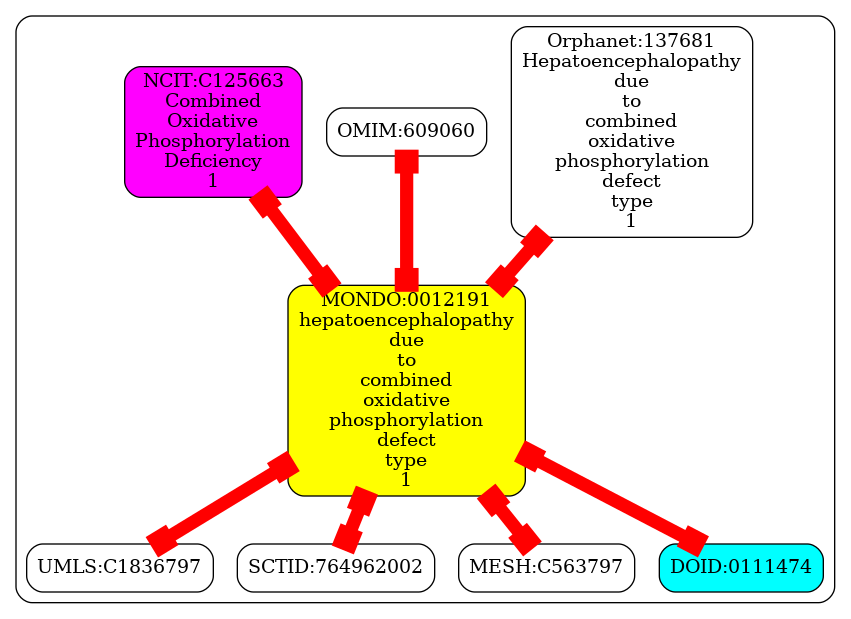 NCIT:C125663
Combined
Oxidative
Phosphorylation
Deficiency
1
OMIM:609060
Orphanet:137681
Hepatoencephalopathy
due
to
combined
oxidative
phosphorylation
defect
type
1
MONDO:0012191
hepatoencephalopathy
due
to
combined
oxidative
phosphorylation
defect
type
1
UMLS:C1836797
SCTID:764962002
MESH:C563797
DOID:0111474